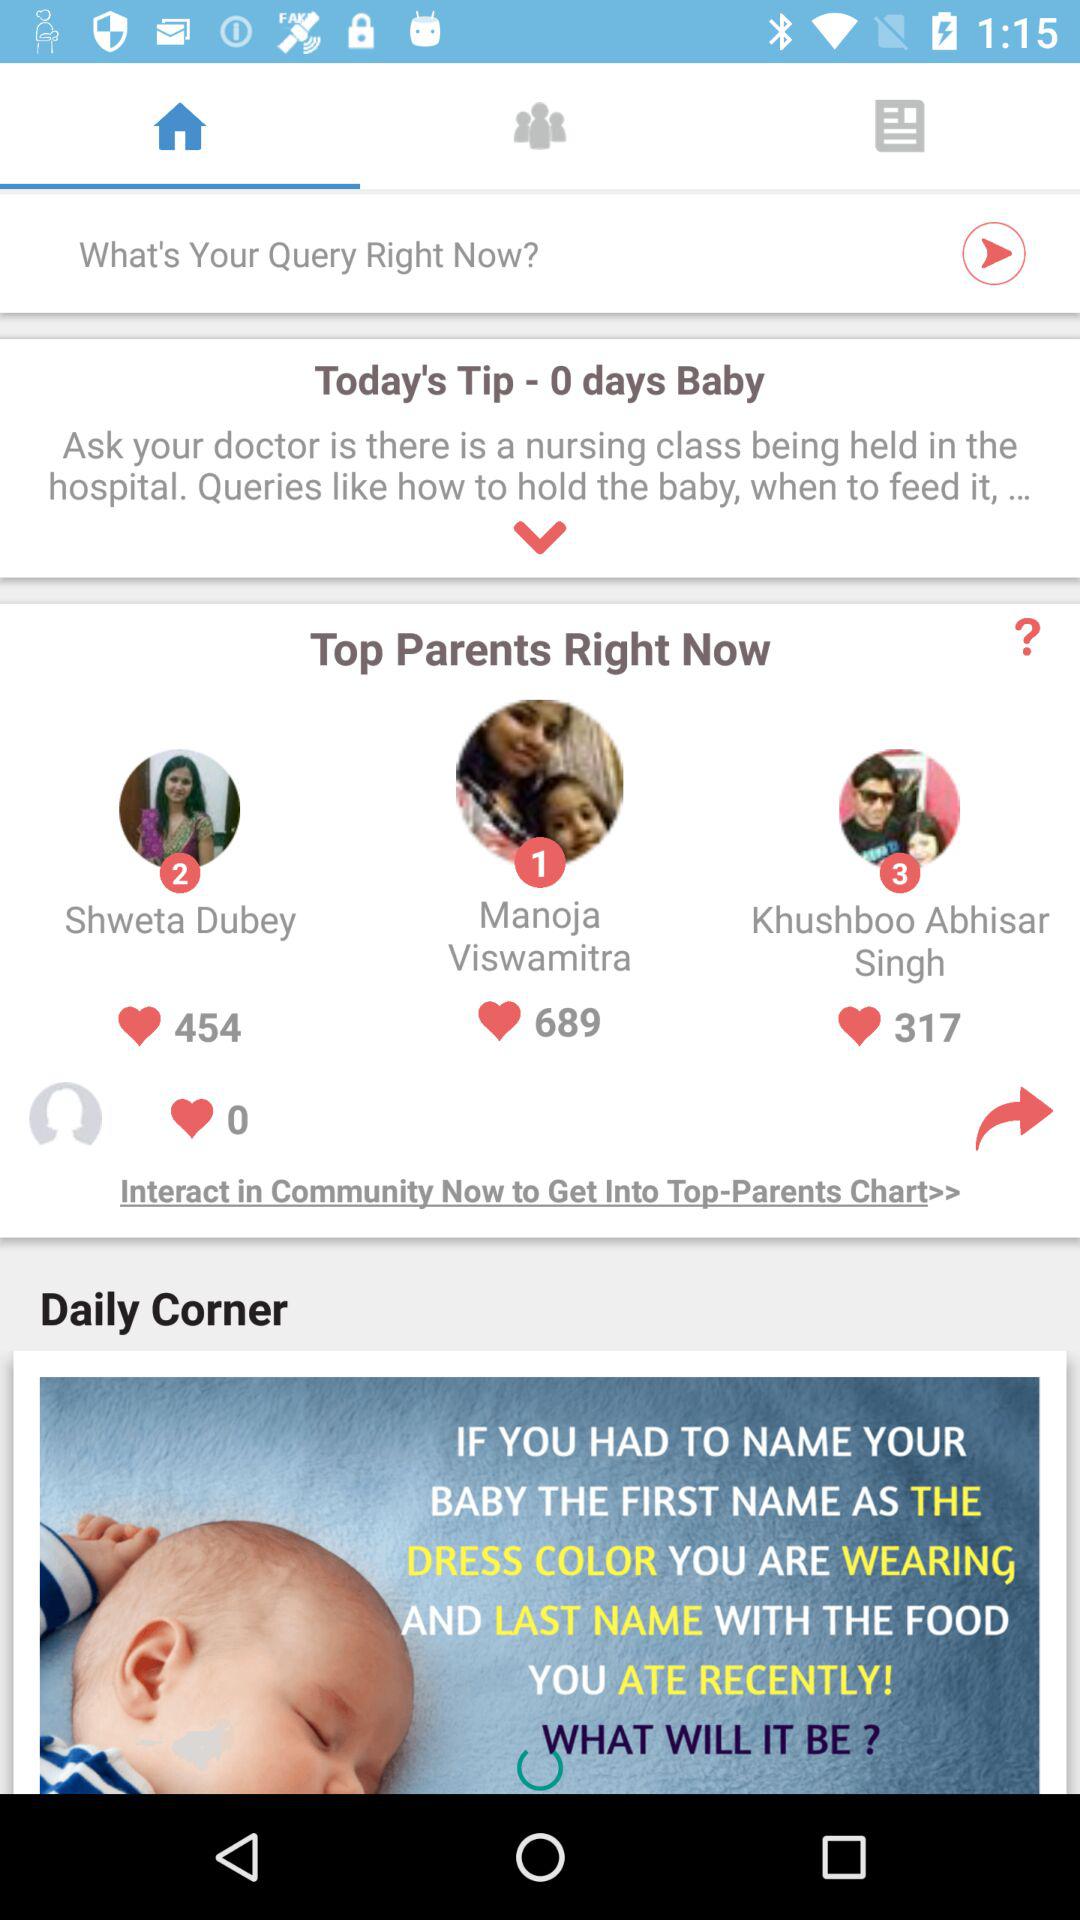 FAKE
1:15
What's Your Query Right Now?
Today's Tip - 0 days Baby
Ask your doctor is there is a nursing class being held in the
hospital. Queries like how to hold the baby, when to feed it, ...
Top Parents Right Now
?
2
1
3
Shweta Dubey
Manoja
Viswamitra
Khushboo Abhisar
Singh
454
689
317
0
Interact in Community Now to Get Into Top-Parents Chart>>
Daily Corner
IF YOU HAD TO NAME YOUR
BABY THE FIRST NAME AS THE
DRESS COLOR YOU ARE WEARING
AND LAST NAME WITH THE FOOD
YOU ATE RECENTLY!
WHAT WILL IT BE ?